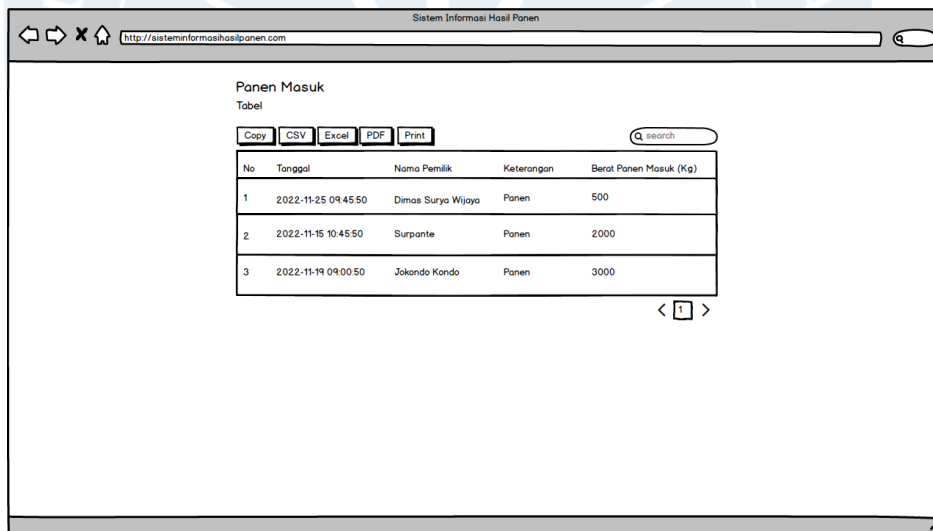 Sistem Informasi Hasil Panen
http://sisteminformasihasilpanen.com
Panen Masuk
Tabel
Copy CSV Excel PDF Print search
No Tanggal Nama Pemilik Keterangan Berat Panen Masuk (Kg)
1 2022-11-25 09:45:50 Dimas Surya Wijaya Panen 500
2 2022-11-15 10:45:50 Surpante Panen 2000
3 2022-11-19 09:00:50 Jokondo Kondo Panen 3000
1